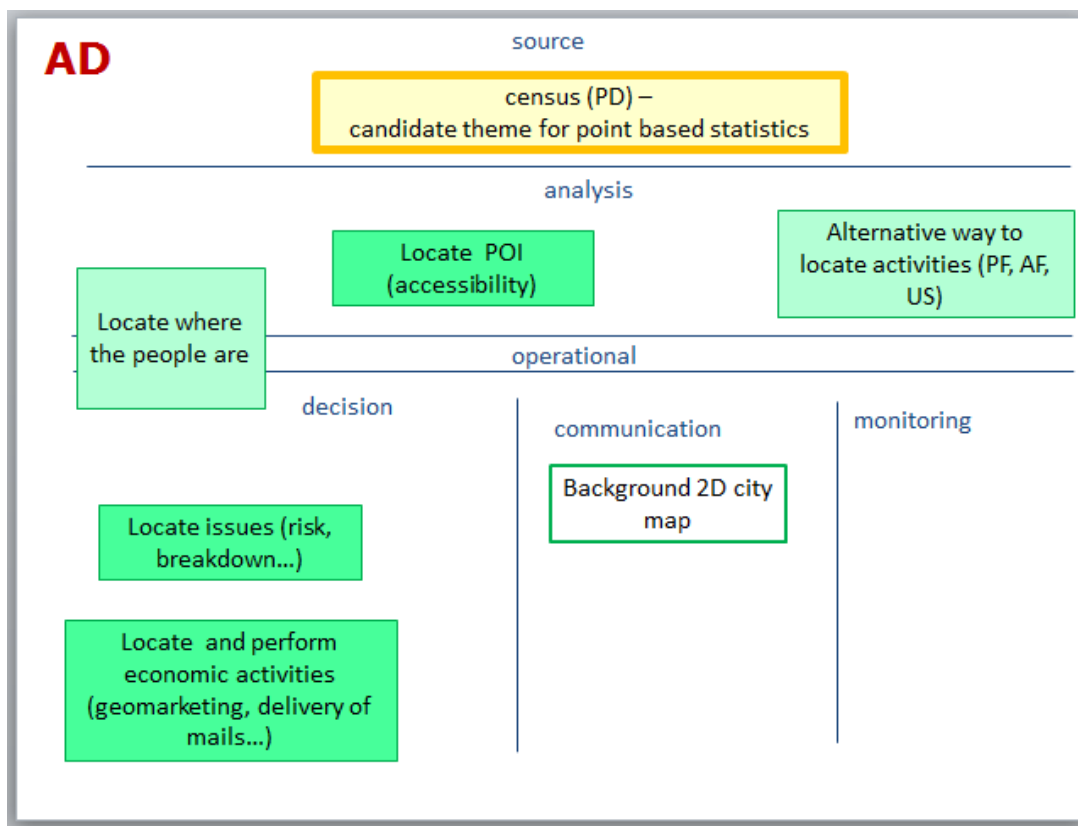 AD
source
census (PD) –
candidate theme for point based statistics
analysis
Locate POI
(accessibility)
Alternative way to
locate activities (PF, AF,
US)
Locate where
the people are
operational
decision
communication
monitoring
Background 2D city
map
Locate issues (risk,
breakdown…)
Locate and perform
economic activities
(geomarketing, delivery of
mails…)